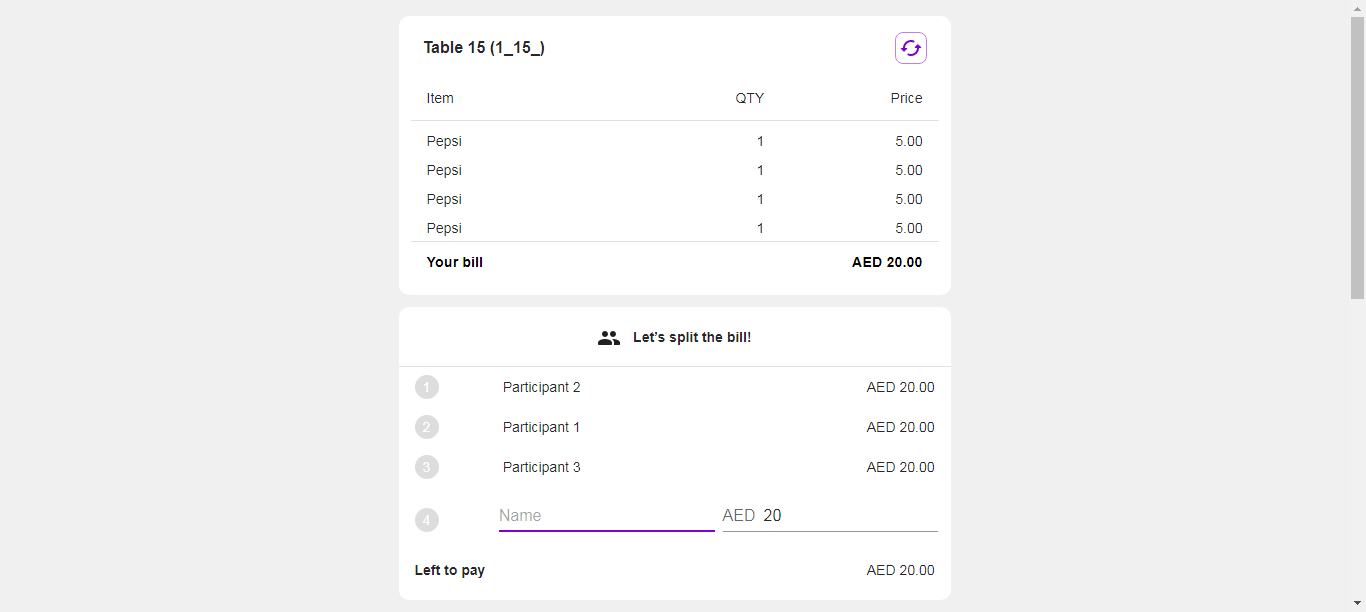 Table 15 (1_15_)
Item QTY Price
Pepsi 1 5.00
Pepsi 1 5.00
Pepsi 1 5.00
Pepsi 1 5.00
Your bill AED 20.00
Let’s split the bill!
1 Participant 2 AED 20.00
2 Participant 1 AED 20.00
3 Participant 3 AED 20.00
4 Name AED 20
Left to pay AED 20.00